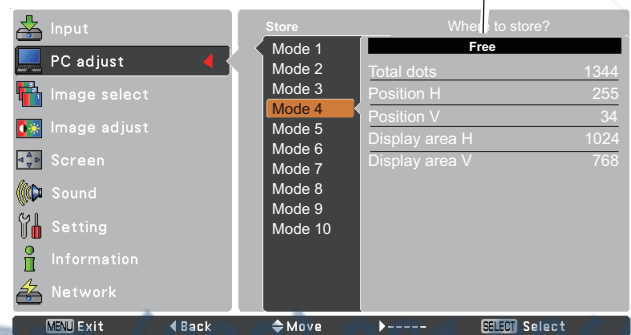 Input
PC adjust
Image select
Image adjust
Screen
Sound
Setting
Information
Network
Store
Mode 1
Mode 2
Mode 3
Mode 4
Mode 5
Mode 6
Mode 7
Mode 8
Mode 9
Mode 10
Where to store?
Free
Total dots 1344
Position H 255
Position V 34
Display area H 1024
Display area V 768
MENU Exit Back Move ----- SELECT Select